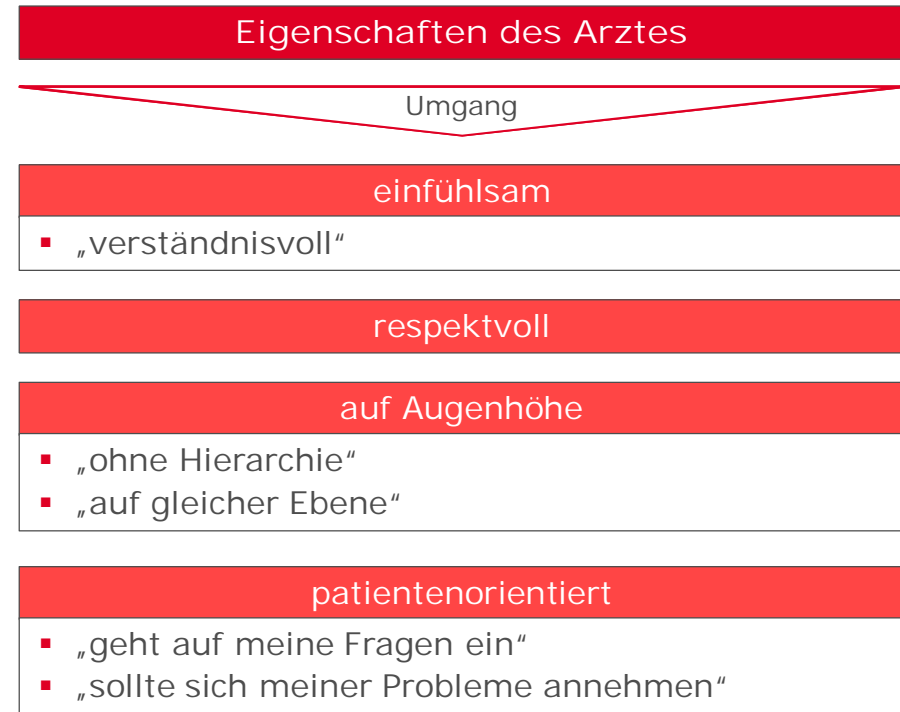 Eigenschaften des Arztes
Umgang
einfühlsam
▪ „verständnisvoll“
respektvoll
auf Augenhöhe
▪ „ohne Hierarchie“
▪ „auf gleicher Ebene“
patientenorientiert
▪ „geht auf meine Fragen ein“
▪ „sollte sich meiner Probleme annehmen“